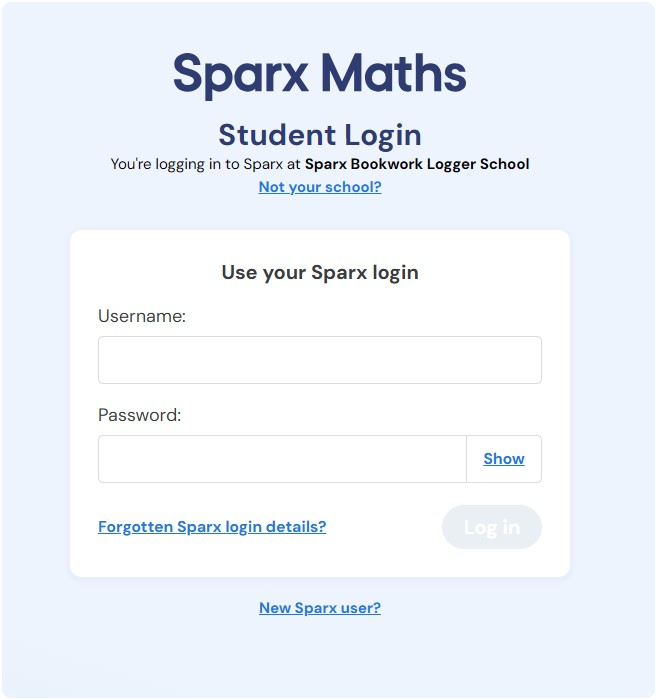 Sparx Maths
Student Login
You're logging in to Sparx at Sparx Bookwork Logger School
Not your school?
Use your Sparx login
Username:
Password:
Show
Forgotten Sparx login details?
Log in
New Sparx user?